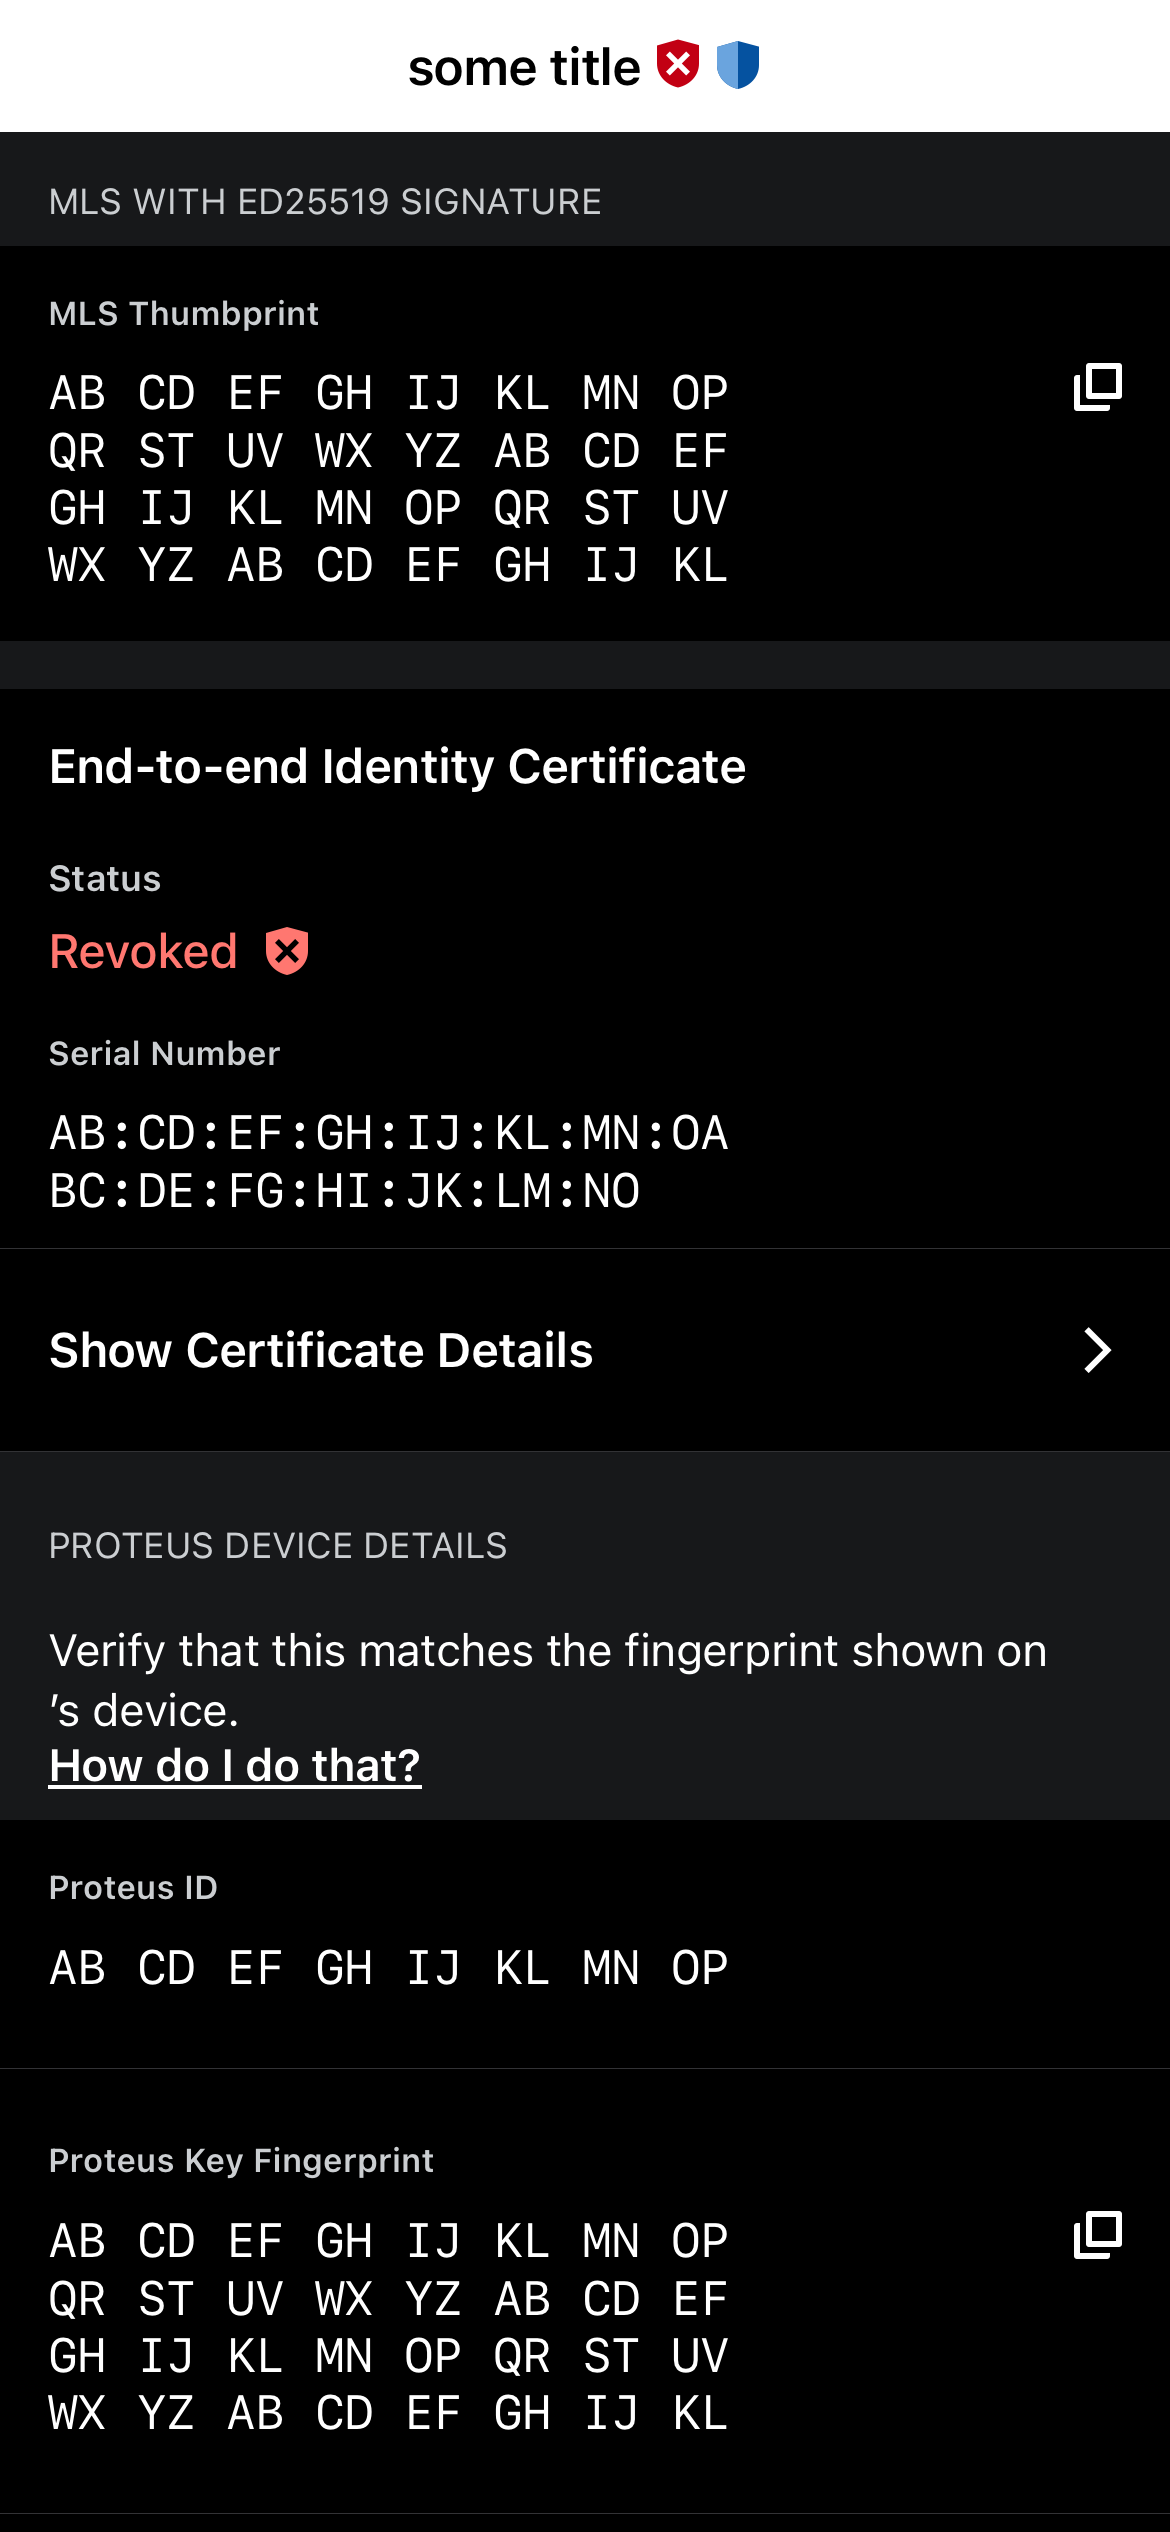 some title
MLS WITH ED25519 SIGNATURE
MLS Thumbprint
AB CD EF GH IJ KL MN OP
QR ST UV WX YZ AB CD EF
GH IJ KL MN OP QR ST UV
WX YZ AB CD EF GH IJ KL
End-to-end Identity Certificate
Status
Revoked
Serial Number
AB:CD:EF:GH:IJ:KL:MN:OA
BC:DE:FG:HI:JK:LM:NO
Show Certificate Details
PROTEUS DEVICE DETAILS
Verify that this matches the fingerprint shown on
’s device.
How do I do that?
Proteus ID
AB CD EF GH IJ KL MN OP
Proteus Key Fingerprint
AB CD EF GH IJ KL MN OP
QR ST UV WX YZ AB CD EF
GH IJ KL MN OP QR ST UV
WX YZ AB CD EF GH IJ KL